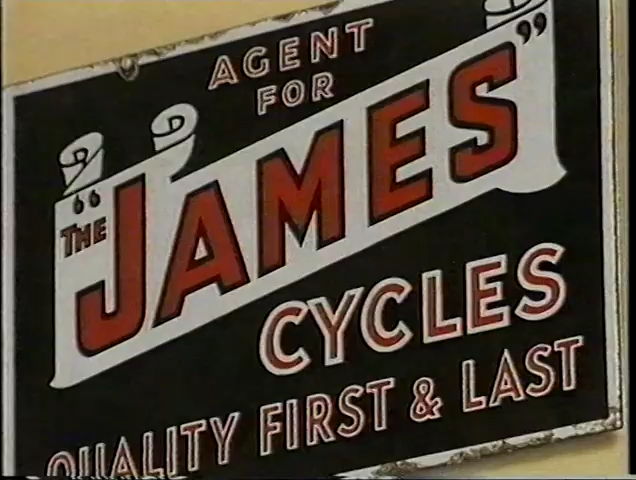 AGENT
FOR
“THE JAMES”
CYCLES
QUALITY FIRST & LAST